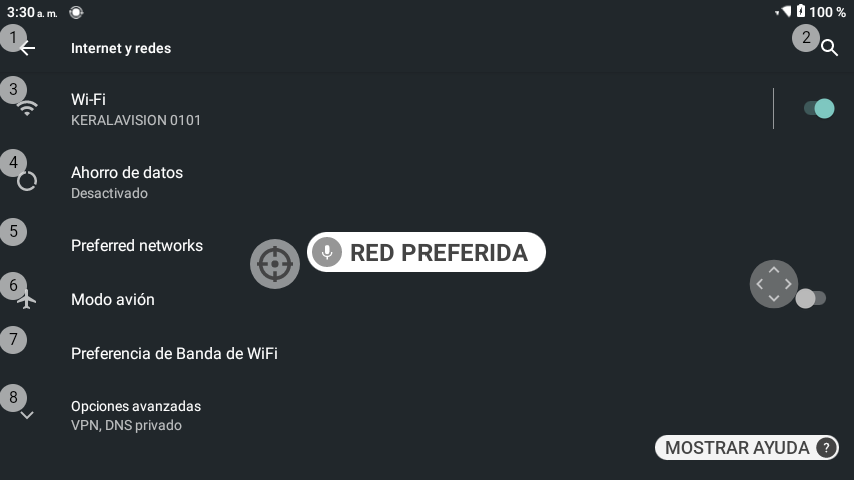 3:30 a. m. 100 %
1 Internet y redes 2
3 Wi-Fi
KERALAVISION 0101
4 Ahorro de datos
Desactivado
5 Preferred networks
RED PREFERIDA
6 Modo avión
7 Preferencia de Banda de WiFi
8 Opciones avanzadas
VPN, DNS privado
MOSTRAR AYUDA ?